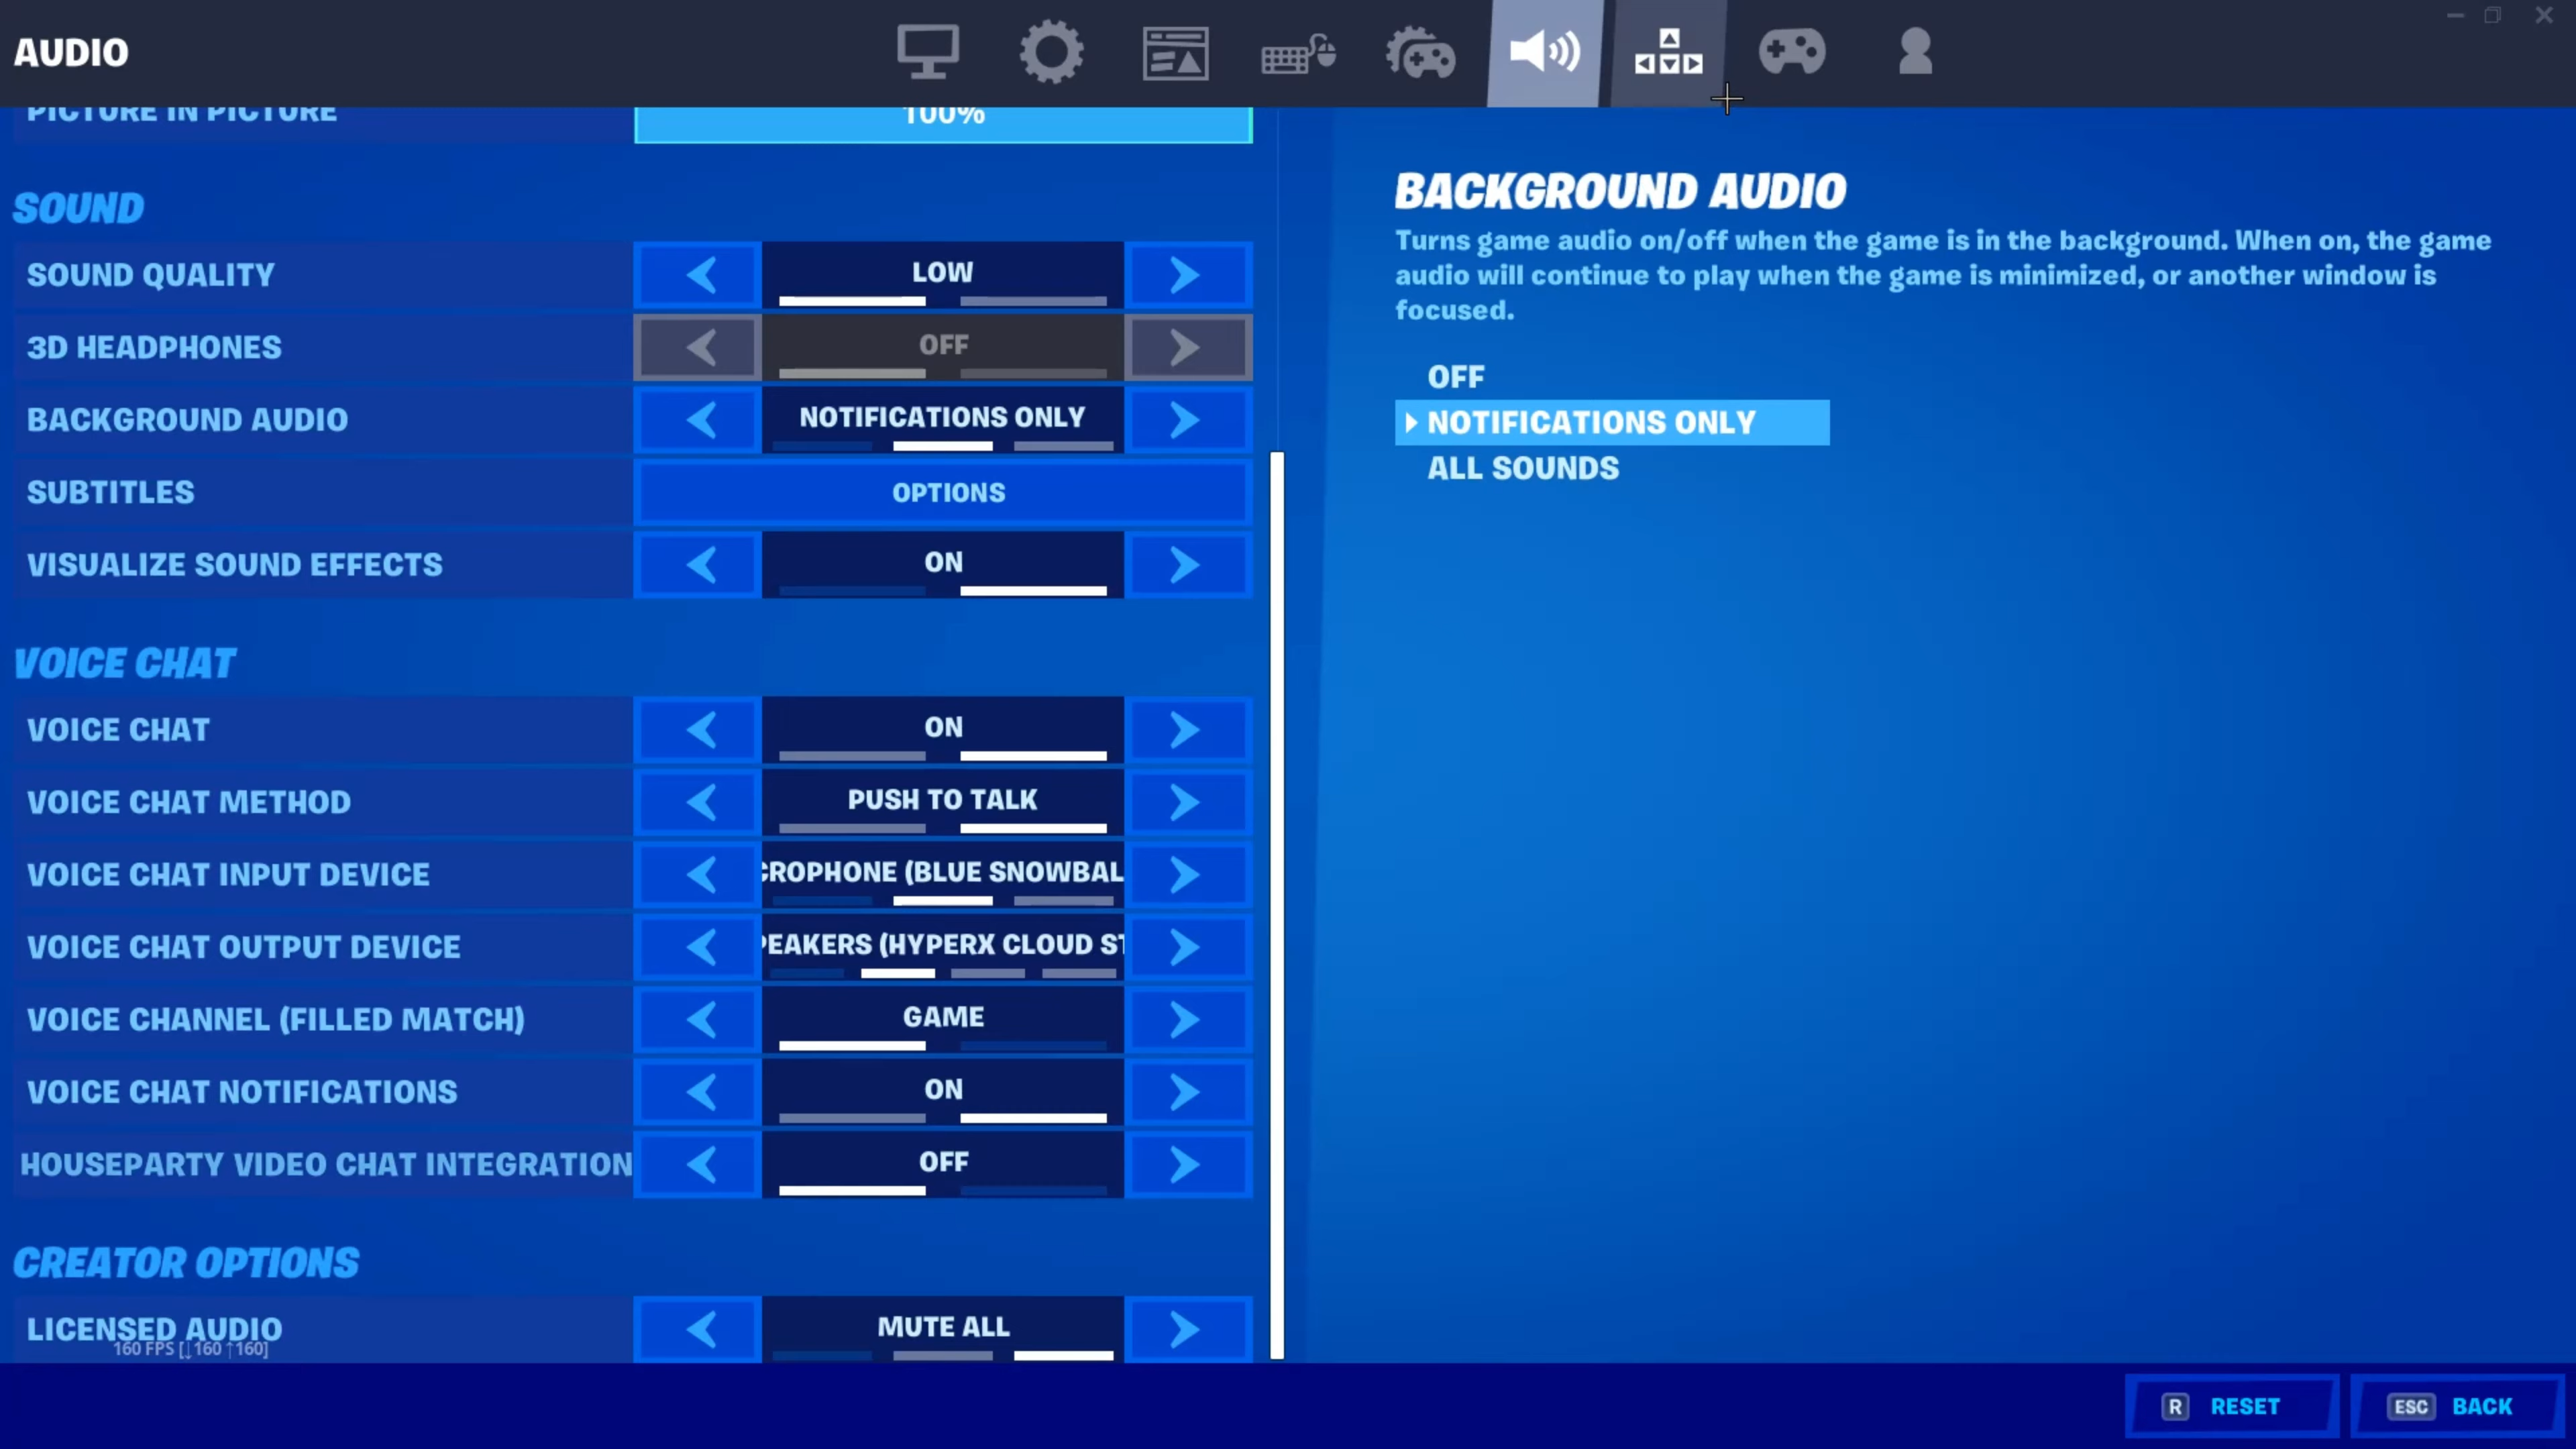 AUDIO
PICTURE IN PICTURE
100%
SOUND
SOUND QUALITY
LOW
3D HEADPHONES
OFF
BACKGROUND AUDIO
NOTIFICATIONS ONLY
SUBTITLES
OPTIONS
VISUALIZE SOUND EFFECTS
ON
VOICE CHAT
VOICE CHAT
ON
VOICE CHAT METHOD
PUSH TO TALK
VOICE CHAT INPUT DEVICE
CROPHONE (BLUE SNOWBAL
VOICE CHAT OUTPUT DEVICE
PEAKERS (HYPERX CLOUD ST
VOICE CHANNEL (FILLED MATCH)
GAME
VOICE CHAT NOTIFICATIONS
ON
HOUSEPARTY VIDEO CHAT INTEGRATION
OFF
CREATOR OPTIONS
LICENSED AUDIO
MUTE ALL
160 FPS [↓160 ↑160]
BACKGROUND AUDIO
Turns game audio on/off when the game is in the background. When on, the game
audio will continue to play when the game is minimized, or another window is
focused.
OFF
NOTIFICATIONS ONLY
ALL SOUNDS
R RESET
ESC BACK